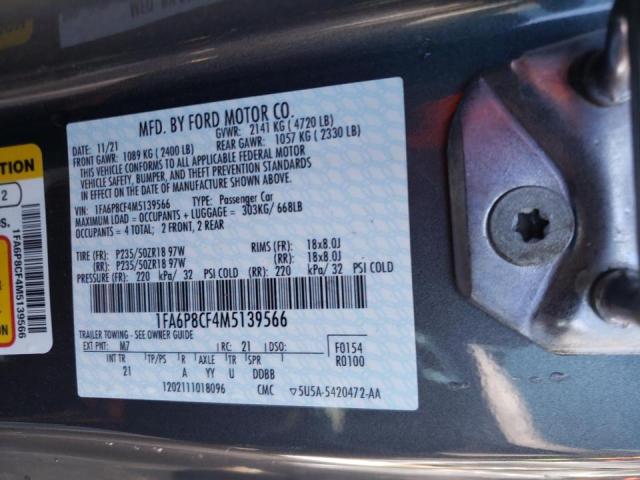 MFD. BY FORD MOTOR CO.
DATE: 11/21 GVWR: 2141 KG ( 4720 LB)
FRONT GAWR: 1089 KG ( 2400 LB) REAR GAWR: 1057 KG ( 2330 LB)
THIS VEHICLE CONFORMS TO ALL APPLICABLE FEDERAL MOTOR
VEHICLE SAFETY, BUMPER, AND THEFT PREVENTION STANDARDS
IN EFFECT ON THE DATE OF MANUFACTURE SHOWN ABOVE.
VIN: 1FA6P8CF4M5139566 TYPE: Passenger Car
MAXIMUM LOAD = OCCUPANTS + LUGGAGE = 303KG/ 668LB
OCCUPANTS = 4 TOTAL; 2 FRONT, 2 REAR
TIRE (FR): P235/50ZR18 97W RIMS (FR): 18x8.0J
(RR): P235/50ZR18 97W (RR): 18x8.0J
PRESSURE (FR): 220 kPa/ 32 PSI COLD (RR): 220 kPa/ 32 PSI COLD
1FA6P8CF4M5139566
TRAILER TOWING - SEE OWNER GUIDE
EXT PNT: M7 RC: 21 DSO: F0154
INT TR TP/PS R AXLE TR SPR R0100
21 A YY U DDBB
1202111018096 CMC ▽5U5A-5420472-AA
TION
2
os.
1FA6P8CF4M5139566